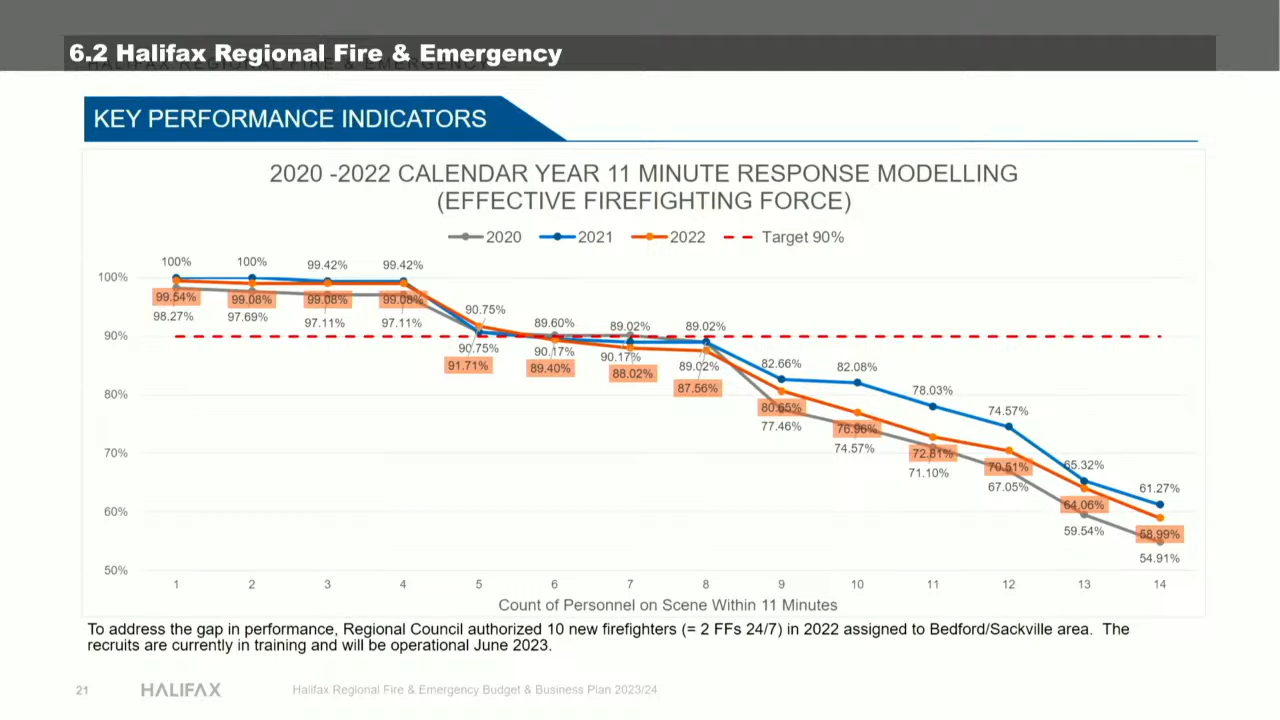 6.2 Halifax Regional Fire & Emergency
HALIFAX REGIONAL FIRE & EMERGENCY
KEY PERFORMANCE INDICATORS
2020 -2022 CALENDAR YEAR 11 MINUTE RESPONSE MODELLING
(EFFECTIVE FIREFIGHTING FORCE)
2020 2021 2022 Target 90%
100% 100% 99.42% 99.42%
100%
99.54% 99.08% 99.08% 99.08%
98.27% 97.69% 97.11% 97.11%
90.75% 89.60% 89.02% 89.02%
90%
90.75% 90.17% 90.17% 89.02% 82.66% 82.08%
91.71% 89.40% 88.02% 87.56%
80%
78.03% 74.57%
80.65% 76.96% 72.81% 70.51% 65.32%
77.46% 74.57% 71.10% 67.05%
70%
61.27%
64.06% 58.99%
60%
59.54% 54.91%
50%
1 2 3 4 5 6 7 8 9 10 11 12 13 14
Count of Personnel on Scene Within 11 Minutes
To address the gap in performance, Regional Council authorized 10 new firefighters (= 2 FFs 24/7) in 2022 assigned to Bedford/Sackville area. The
recruits are currently in training and will be operational June 2023.
21 HALIFAX Halifax Regional Fire & Emergency Budget & Business Plan 2023/24